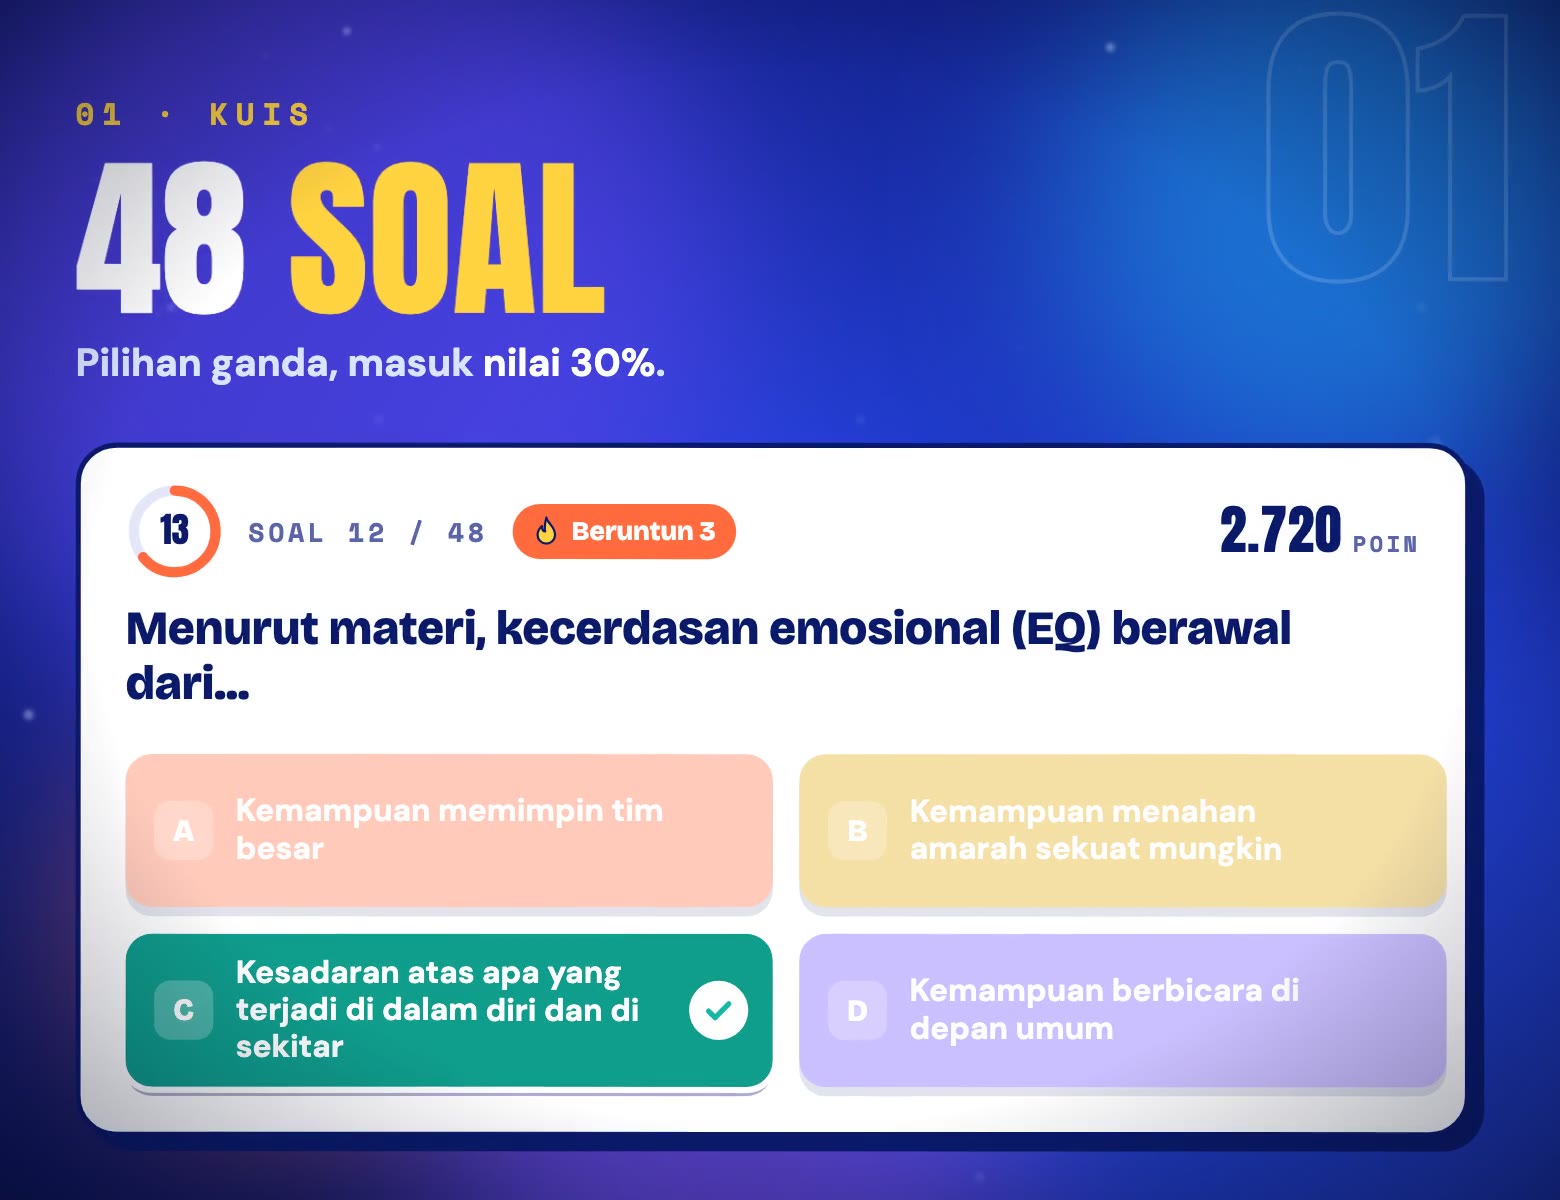 01
01 · KUIS
48 SOAL
Pilihan ganda, masuk nilai 30%.
13
SOAL 12 / 48
Beruntun 3
2.720 POIN
Menurut materi, kecerdasan emosional (EQ) berawal
dari...
A
Kemampuan memimpin tim
besar
B
Kemampuan menahan
amarah sekuat mungkin
C
Kesadaran atas apa yang
terjadi di dalam diri dan di
sekitar
D
Kemampuan berbicara di
depan umum